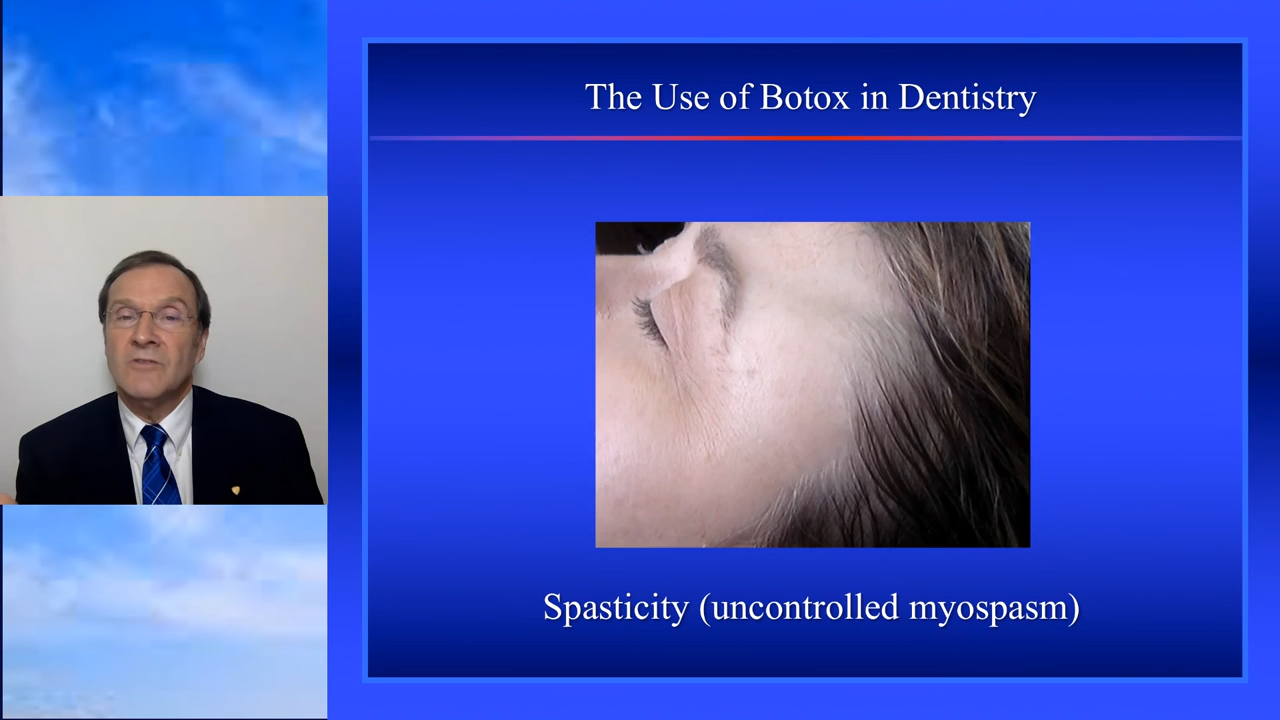 The Use of Botox in Dentistry
Spasticity (uncontrolled myospasm)